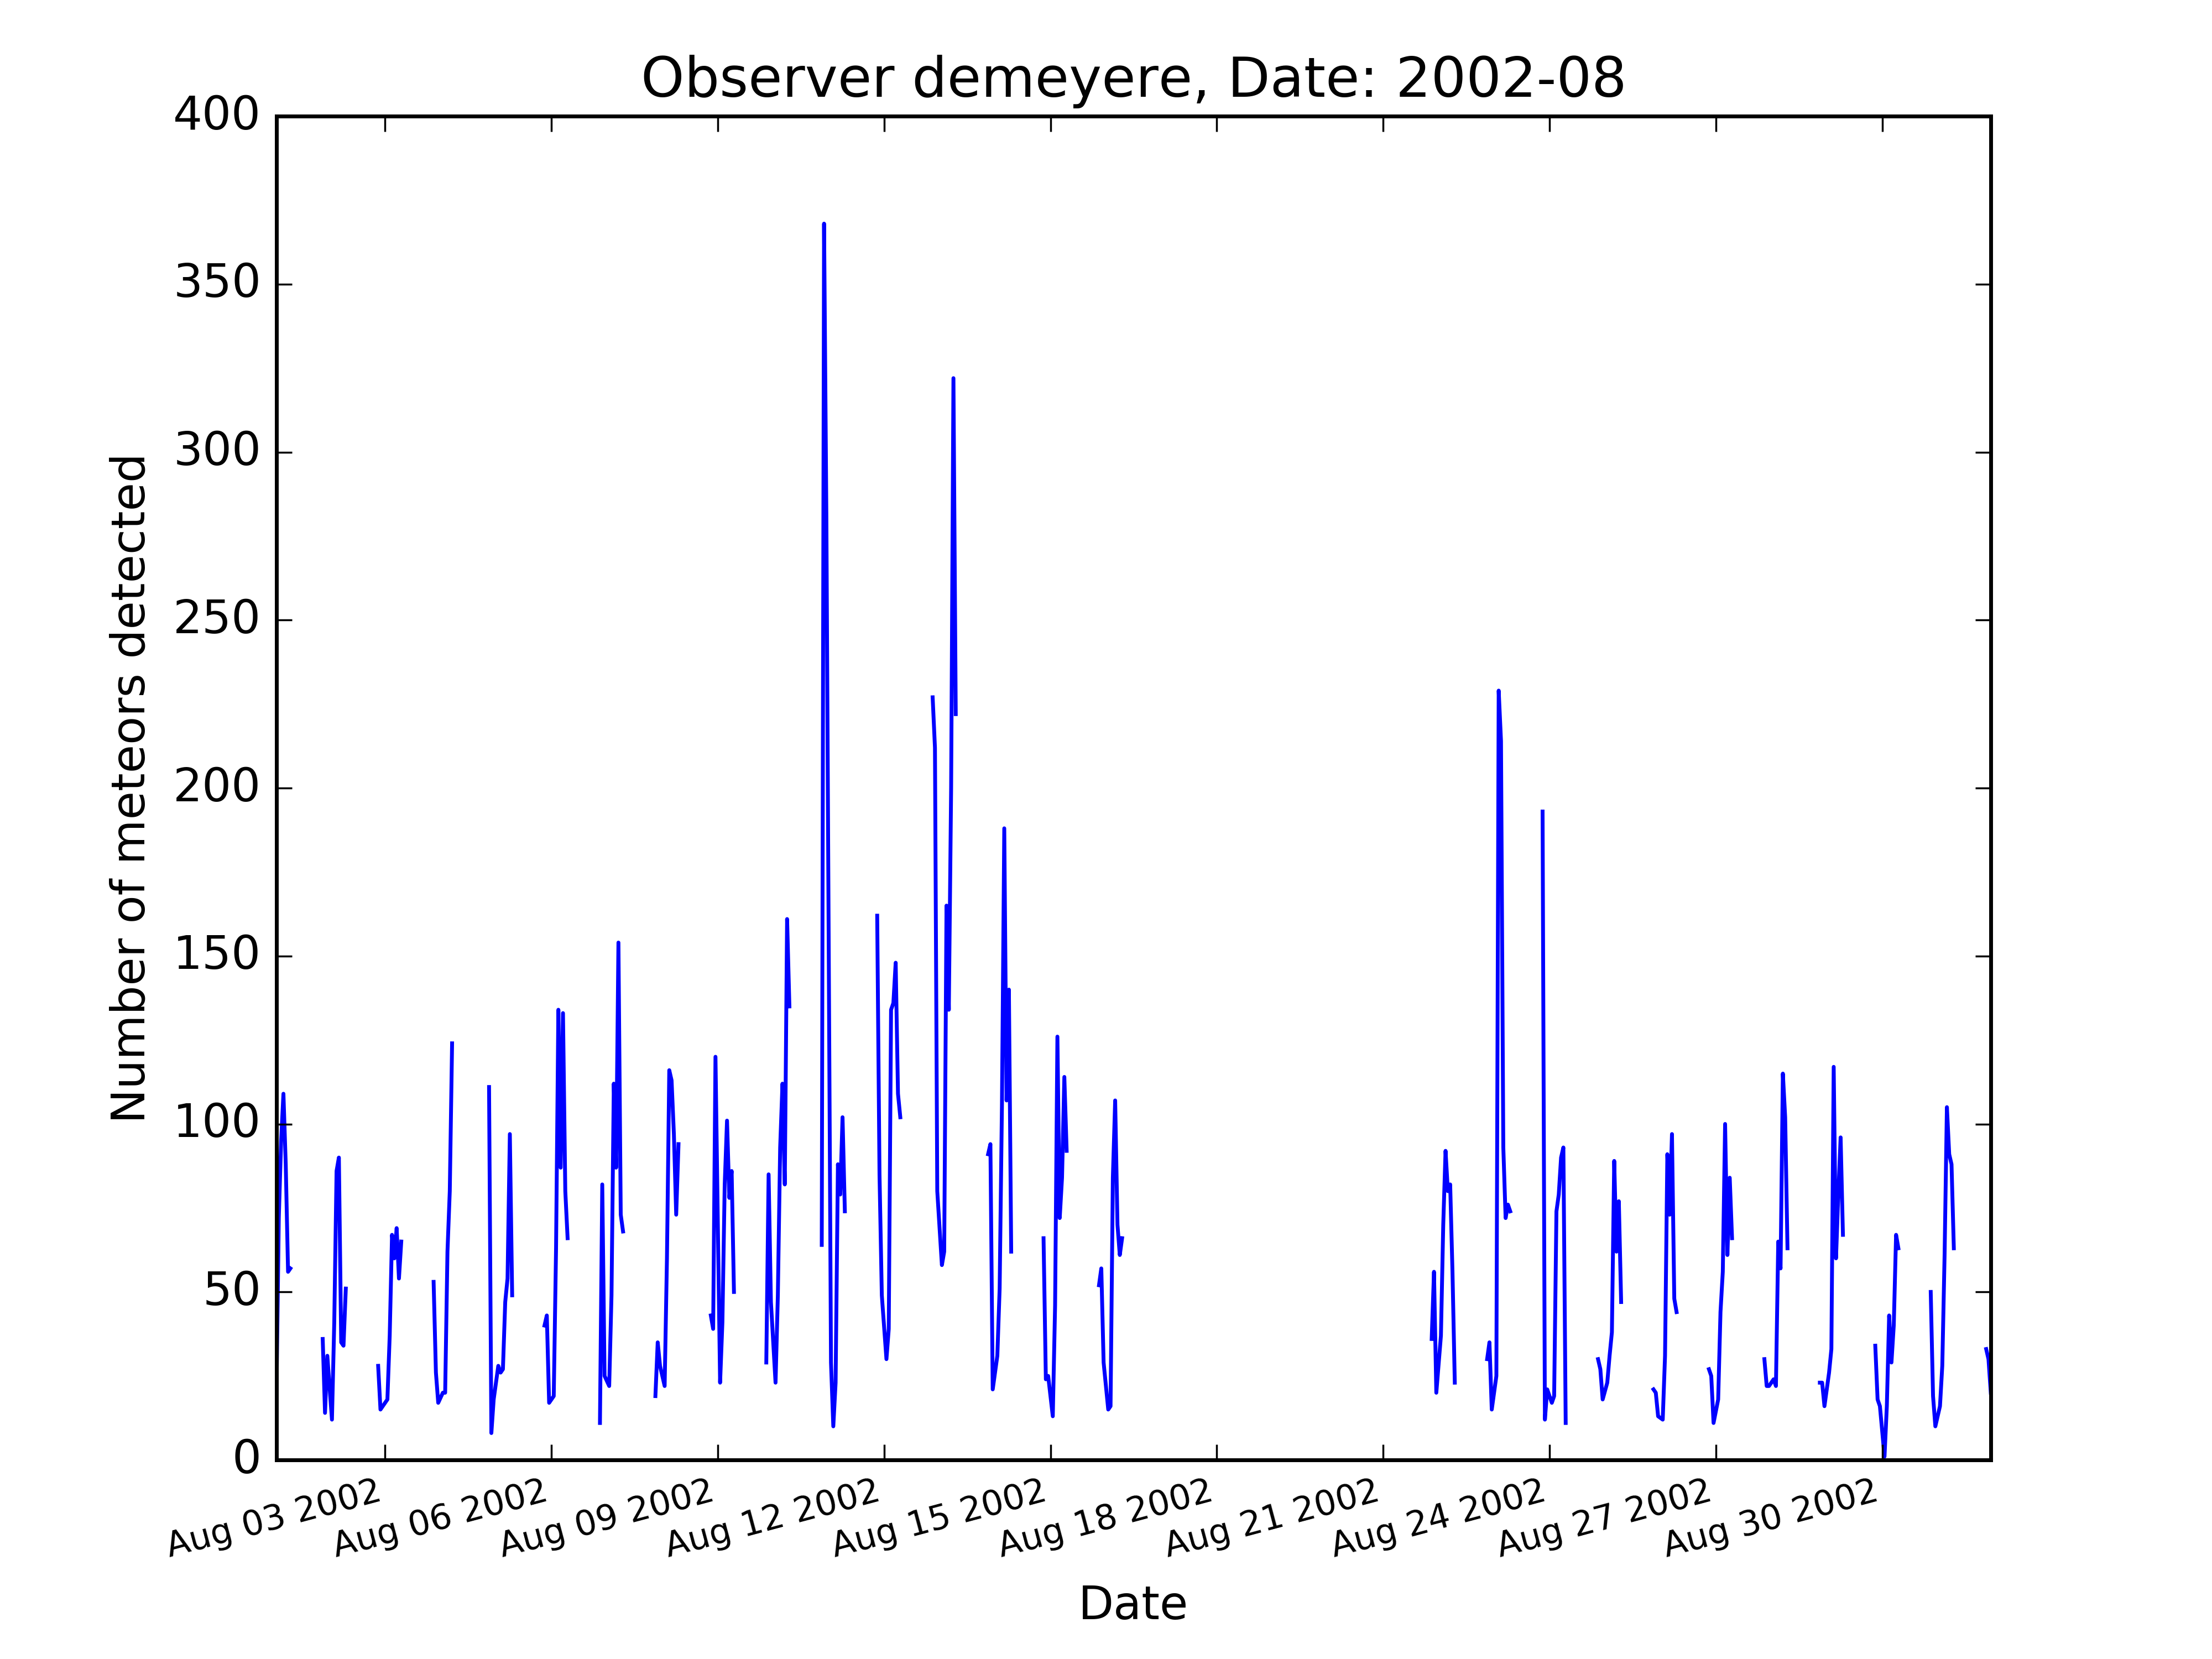 Observer demeyere, Date: 2002-08
Number of meteors detected
400
350
300
250
200
150
100
50
0
Aug 03 2002
Aug 06 2002
Aug 09 2002
Aug 12 2002
Aug 15 2002
Aug 18 2002
Aug 21 2002
Aug 24 2002
Aug 27 2002
Aug 30 2002
Date